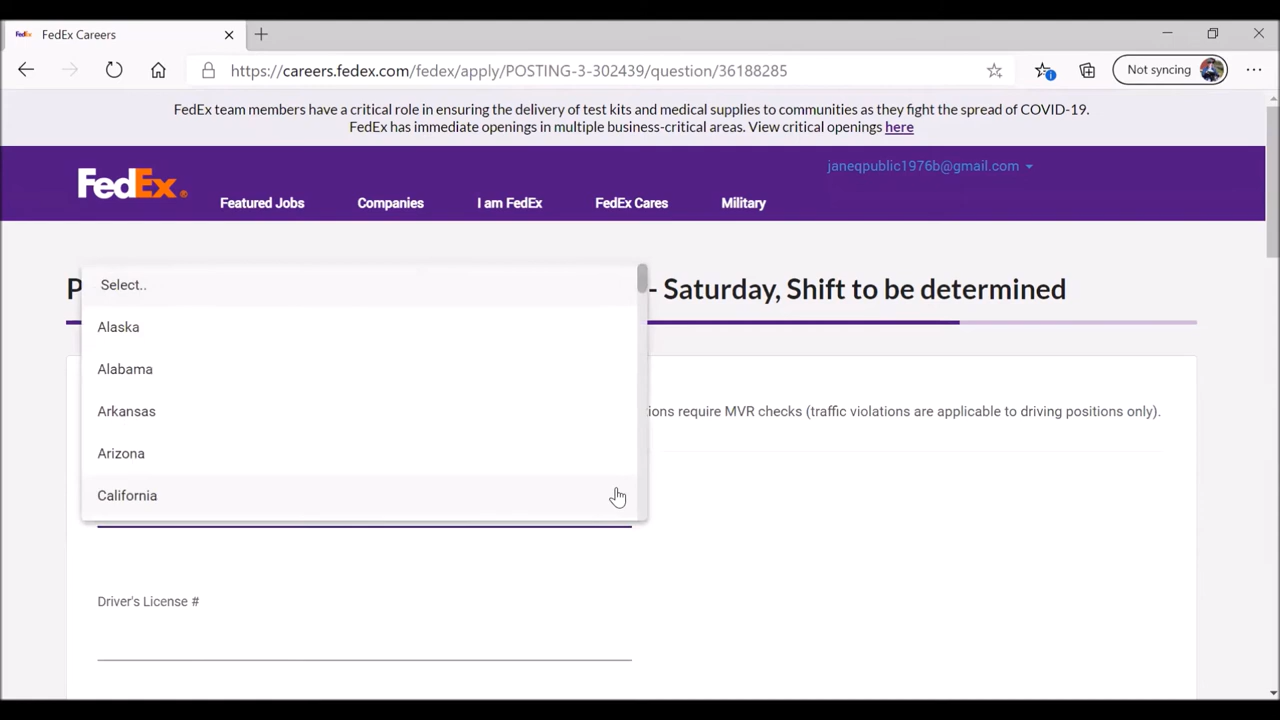 FedEx
FedEx Careers
Not syncing
https://careers.fedex.com/fedex/apply/POSTING-3-302439/question/36188285
FedEx team members have a critical role in ensuring the delivery of test kits and medical supplies to communities as they fight the spread of COVID-19.
FedEx has immediate openings in multiple business-critical areas. View critical openings here
janeqpublic1976b@gmail.com
FedEx®
Featured Jobs
Companies
I am FedEx
FedEx Cares
Military
P
- Saturday, Shift to be determined
Select..
Alaska
Alabama
Arkansas
ions require MVR checks (traffic violations are applicable to driving positions only).
Arizona
California
Driver's License #